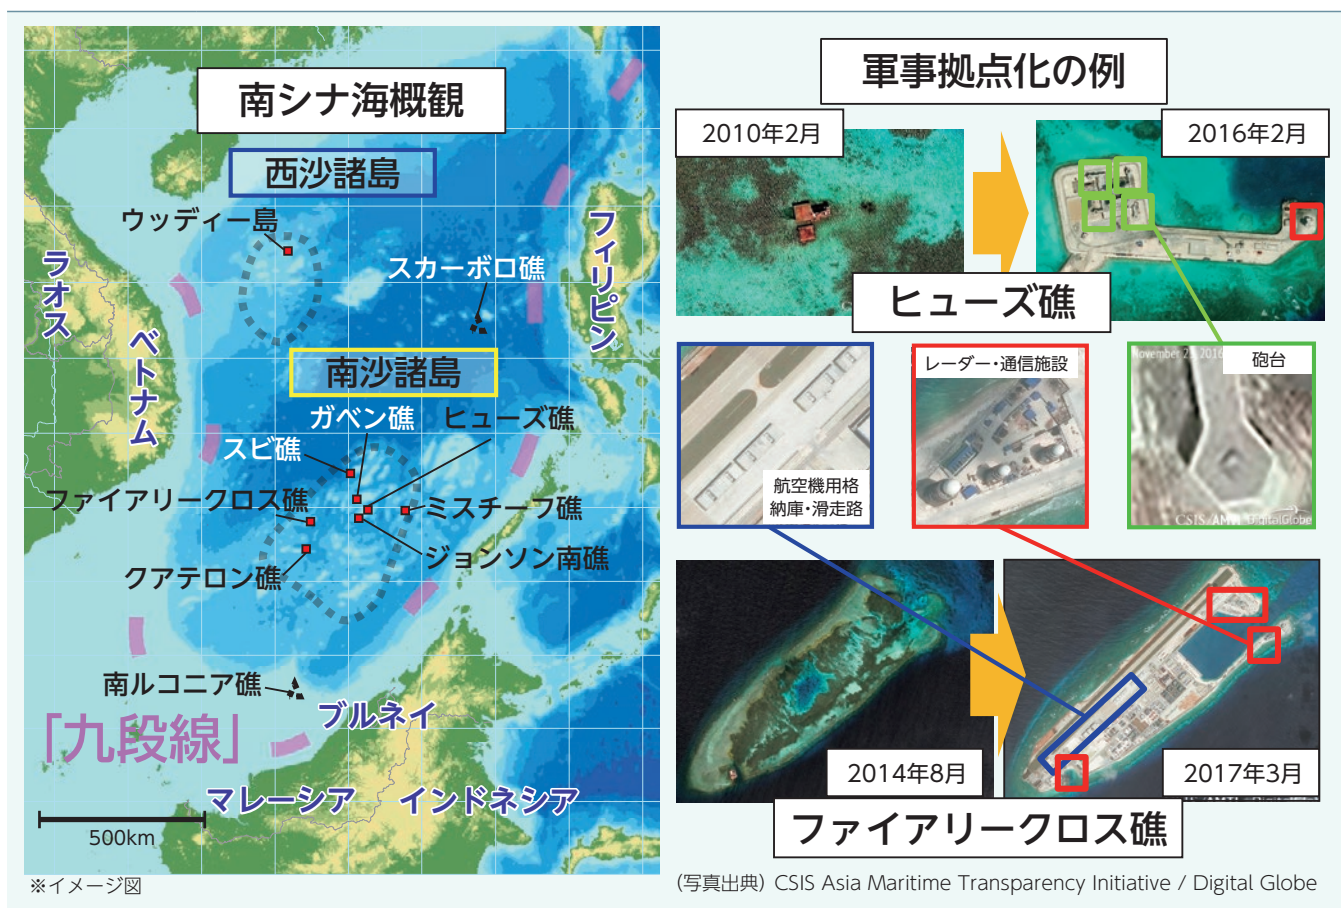 南シナ海概観
西沙諸島
ウッディー島
スカーボロ礁
フィリピン
ラオス
ベトナム
南沙諸島
ガベン礁
ヒューズ礁
スビ礁
ファイアリークロス礁
ミスチーフ礁
ジョンソン南礁
クアテロン礁
南ルコニア礁
「九段線」
ブルネイ
マレーシア
インドネシア
500km
※イメージ図
軍事拠点化の例
2010年2月
2016年2月
ヒューズ礁
航空機用格
納庫・滑走路
レーダー・通信施設
November 23, 2016
砲台
CSIS/AMTI DigitalGlobe
2014年8月
2017年3月
ファイアリークロス礁
(写真出典) CSIS Asia Maritime Transparency Initiative / Digital Globe